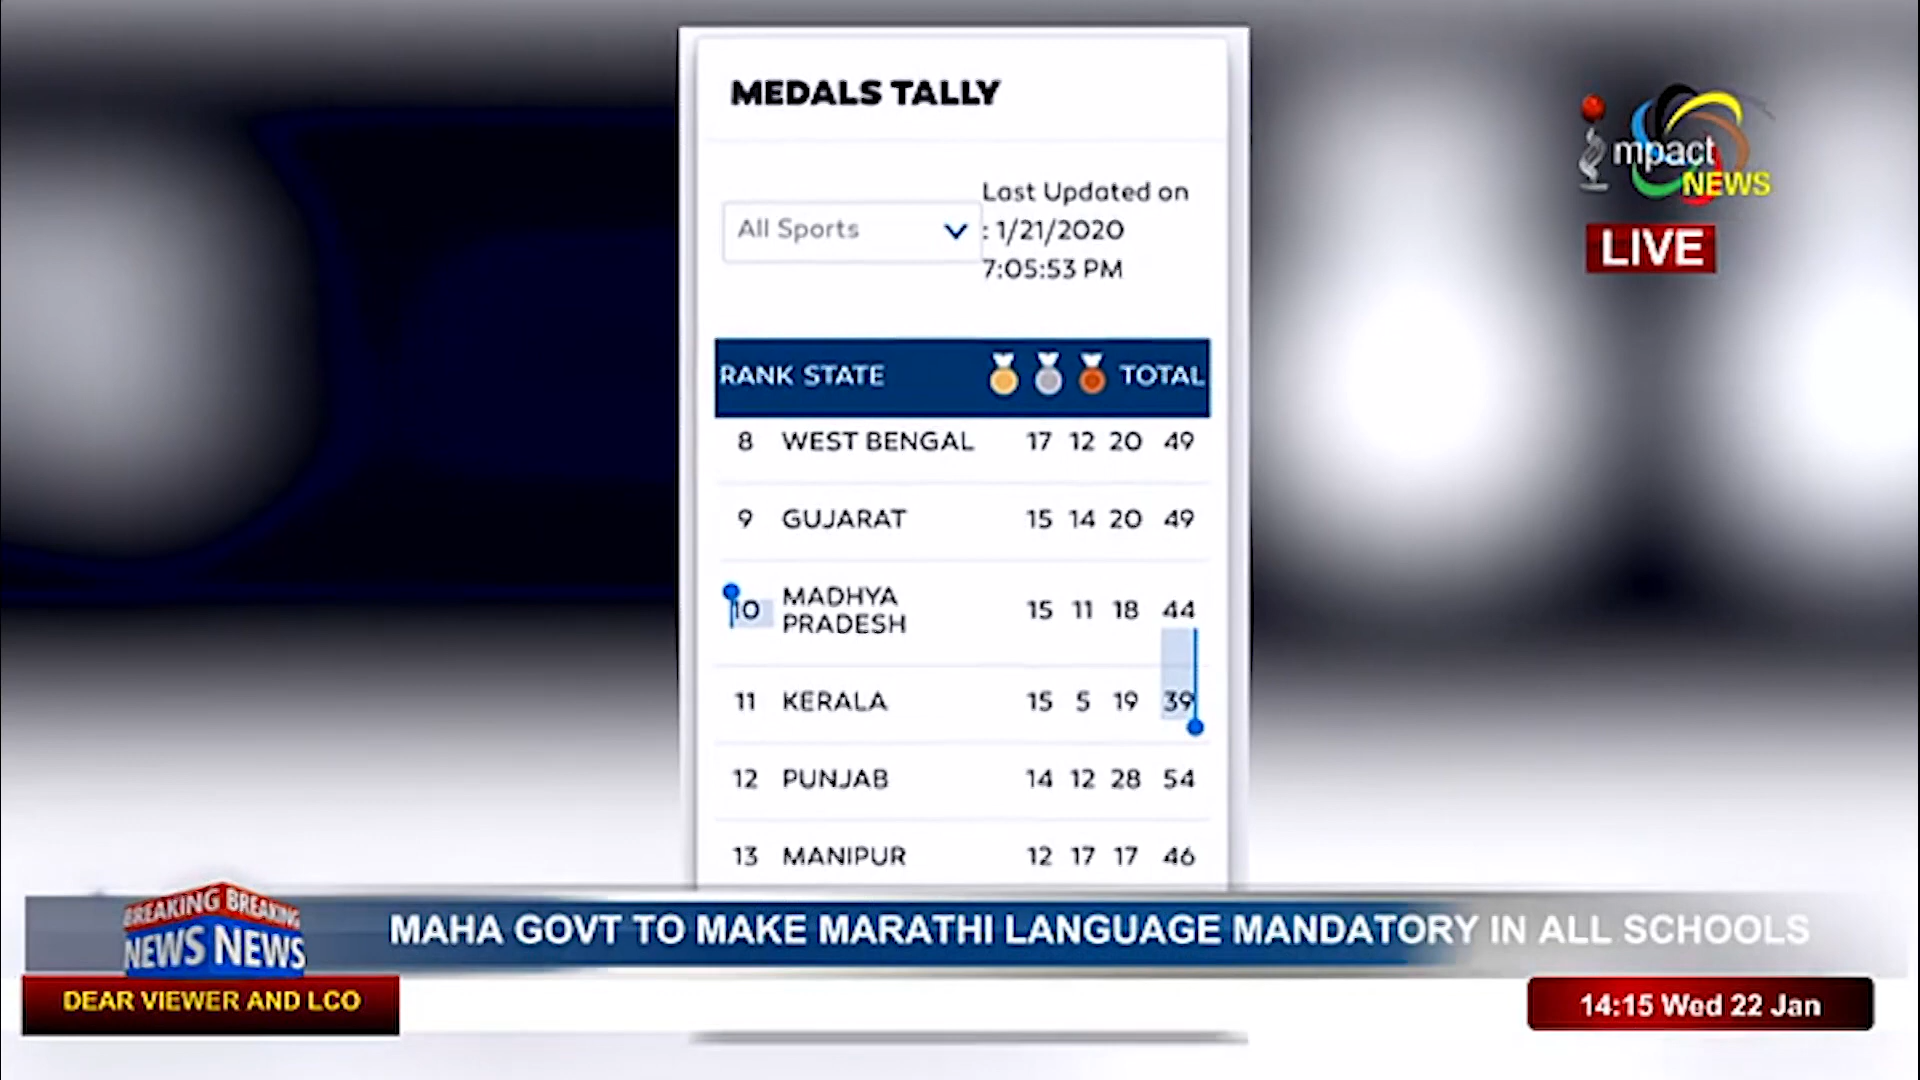 MEDALS TALLY
All Sports
Last Updated on
: 1/21/2020
7:05:53 PM
mpact
NEWS
LIVE
RANK STATE TOTAL
8 WEST BENGAL 17 12 20 49
9 GUJARAT 15 14 20 49
10 MADHYA PRADESH 15 11 18 44
11 KERALA 15 5 19 39
12 PUNJAB 14 12 28 54
13 MANIPUR 12 17 17 46
BREAKING BREAKING
NEWS NEWS
MAHA GOVT TO MAKE MARATHI LANGUAGE MANDATORY IN ALL SCHOOLS
DEAR VIEWER AND LCO
14:15 Wed 22 Jan